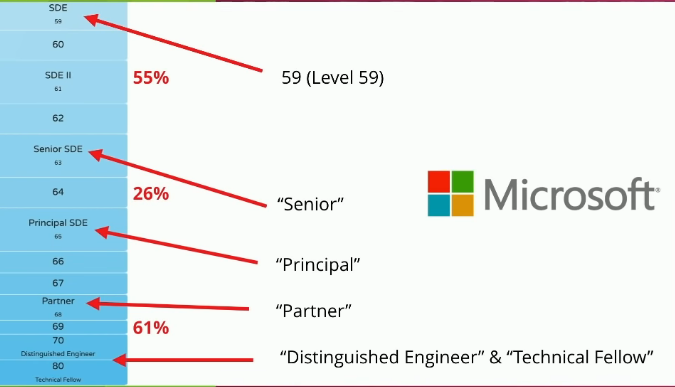 SDE
59
60
SDE II
61
55%
59 (Level 59)
62
Senior SDE
63
64
26%
“Senior”
Microsoft®
Principal SDE
65
“Principal”
66
67
Partner
68
“Partner”
69
61%
70
Distinguished Engineer
“Distinguished Engineer” & “Technical Fellow”
80
Technical Fellow